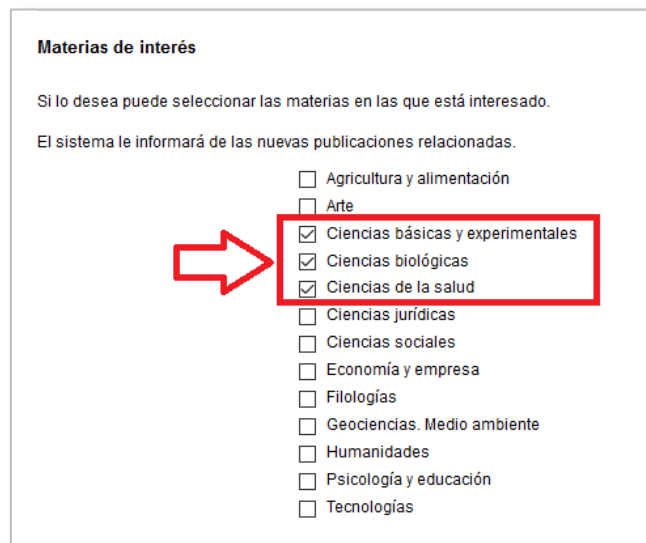 Materias de interés
Si lo desea puede seleccionar las materias en las que está interesado.
El sistema le informará de las nuevas publicaciones relacionadas.
Agricultura y alimentación
Arte
Ciencias básicas y experimentales
Ciencias biológicas
Ciencias de la salud
Ciencias jurídicas
Ciencias sociales
Economía y empresa
Filologías
Geociencias. Medio ambiente
Humanidades
Psicología y educación
Tecnologías